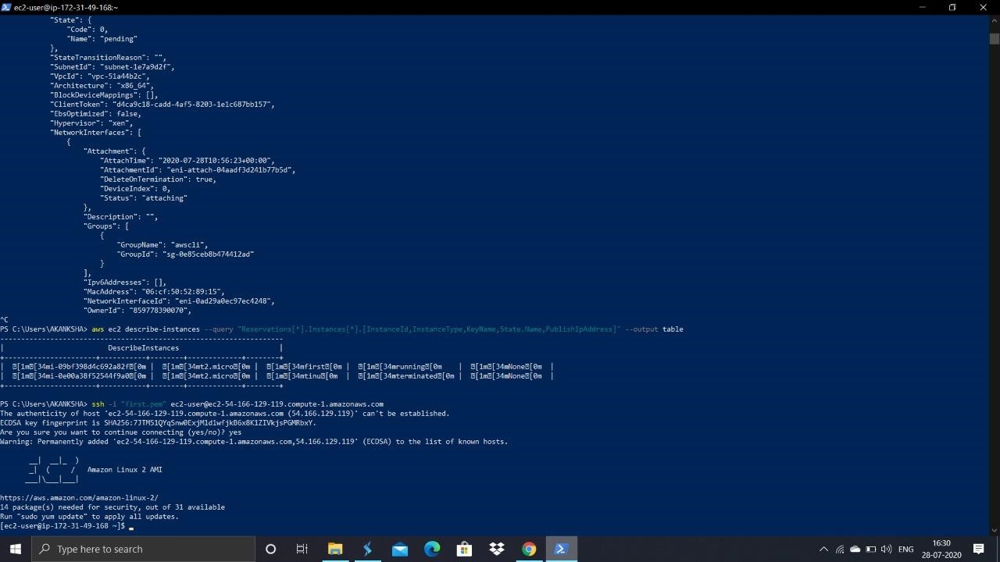 ec2-user@ip-172-31-49-168:~
"State": {
"Code": 0,
"Name": "pending"
},
"StateTransitionReason": "",
"SubnetId": "subnet-1e7a9d2f",
"VpcId": "vpc-51a44b2c",
"Architecture": "x86_64",
"BlockDeviceMappings": [],
"ClientToken": "d4ca9c18-cadd-4af5-8203-1e1c687bb157",
"EbsOptimized": false,
"Hypervisor": "xen",
"NetworkInterfaces": [
{
"Attachment": {
"AttachTime": "2020-07-28T10:56:23+00:00",
"AttachmentId": "eni-attach-04aadf3d241b77b5d",
"DeleteOnTermination": true,
"DeviceIndex": 0,
"Status": "attaching"
},
"Description": "",
"Groups": [
{
"GroupName": "awscli",
"GroupId": "sg-0e85ceb8b474412ad"
}
],
"Ipv6Addresses": [],
"MacAddress": "06:cf:50:52:89:15",
"NetworkInterfaceId": "eni-0ad29a0ec97ec4248",
"OwnerId": "859778390070",
^C
PS C:\Users\AKANKSHA> aws ec2 describe-instances --query "Reservations[*].Instances[*].[InstanceId,InstanceType,KeyName,State.Name,PublishIpAddress]" --output table
-------------------------------------------------------------------
|                         DescribeInstances                        |
+----------------------+-----------+--------+-------------+--------+
| [1m[34mi-09bf398d4c692a82f[0m | [1m[34mt2.micro[0m | [1m[34mfirst[0m | [1m[34mrunning[0m | [1m[34mNone[0m |
| [1m[34mi-0e00a38f52544f9a0[0m | [1m[34mt2.micro[0m | [1m[34mtinu[0m | [1m[34mterminated[0m | [1m[34mNone[0m |
+----------------------+-----------+--------+-------------+--------+
PS C:\Users\AKANKSHA> ssh -i "first.pem" ec2-user@ec2-54-166-129-119.compute-1.amazonaws.com
The authenticity of host 'ec2-54-166-129-119.compute-1.amazonaws.com (54.166.129.119)' can't be established.
ECDSA key fingerprint is SHA256:7JTM51QYqSnw0ExjMld1wfjkB6x8K1ZIVkjsPGMRbxY.
Are you sure you want to continue connecting (yes/no)? yes
Warning: Permanently added 'ec2-54-166-129-119.compute-1.amazonaws.com,54.166.129.119' (ECDSA) to the list of known hosts.
__|  __|_  )
_|  (     /   Amazon Linux 2 AMI
___|\___|___|
https://aws.amazon.com/amazon-linux-2/
14 package(s) needed for security, out of 31 available
Run "sudo yum update" to apply all updates.
[ec2-user@ip-172-31-49-168 ~]$ _
Type here to search
ENG
16:30
28-07-2020